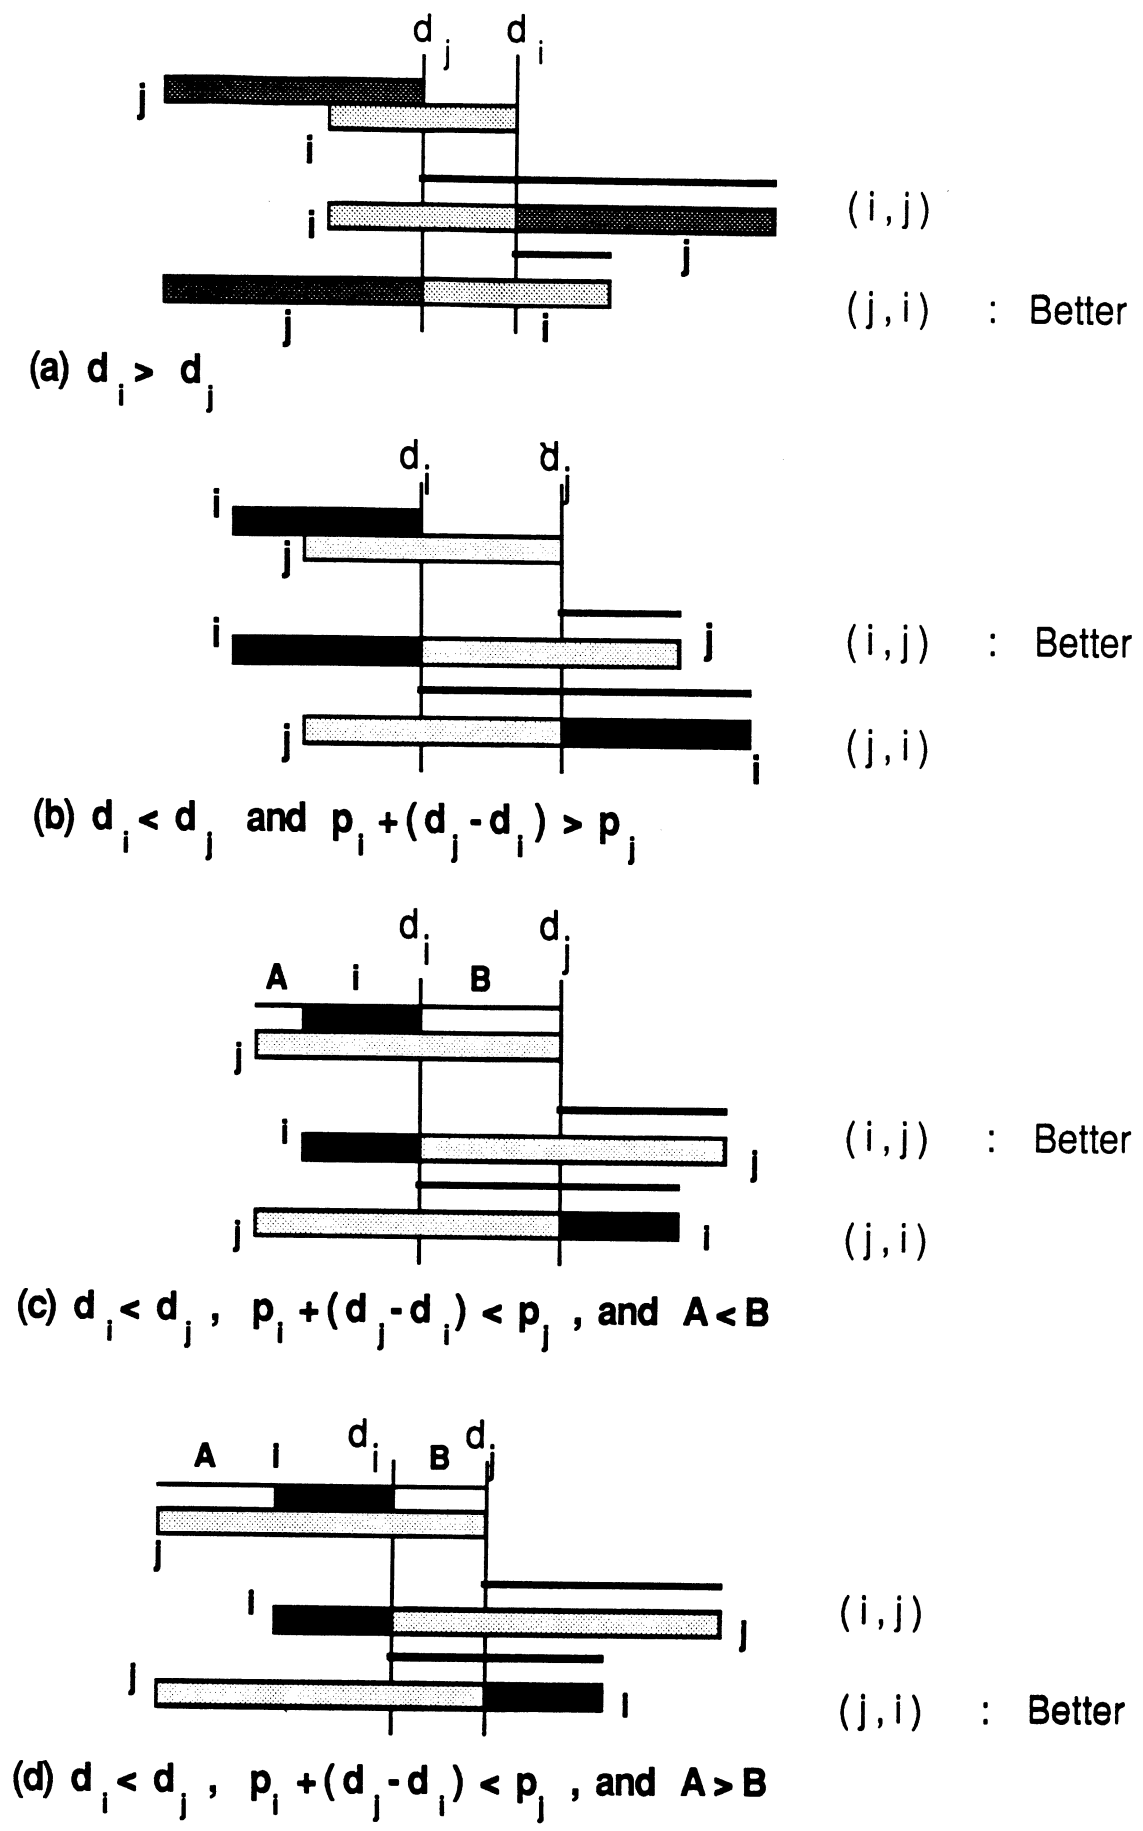 d j d i
j
i
i (i,j)
j
(j,i) : Better
j i
(a) d i > d j
d i d j
i
j
i j (i,j) : Better
j (j,i)
i
(b) d i < d j and p i + (d j - d i) > p j
d i d j
A i B
j
i (i,j) : Better
j
j i (j,i)
(c) d i < d j , p i + (d j - d i) < p j , and A < B
d i d j
A i B
j
i (i,j)
j
j (j,i) : Better
i
(d) d i < d j , p i + (d j - d i) < p j , and A > B